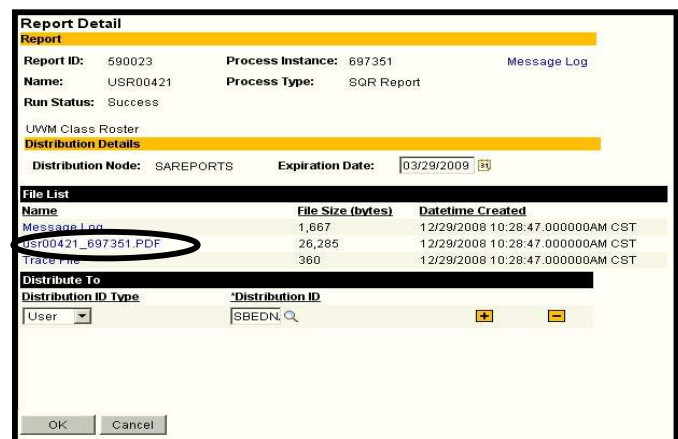 Report Detail
Report
Report ID: 590023 Process Instance: 697351 Message Log
Name: USR00421 Process Type: SQR Report
Run Status: Success
UWM Class Roster
Distribution Details
Distribution Node: SAREPORTS Expiration Date: 03/29/2009
File List
Name File Size (bytes) Datetime Created
Message Log 1,667 12/29/2008 10:28:47.000000AM CST
usr00421_697351.PDF 26,285 12/29/2008 10:28:47.000000AM CST
Trace File 360 12/29/2008 10:28:47.000000AM CST
Distribute To
Distribution ID Type *Distribution ID
User SBEDN
OK Cancel